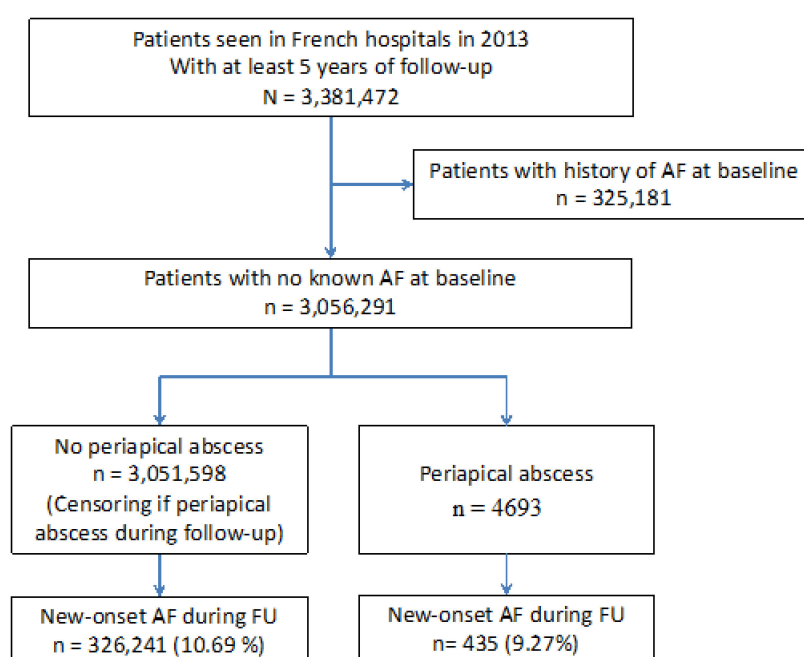 Patients seen in French hospitals in 2013
With at least 5 years of follow-up
N = 3,381,472
Patients with history of AF at baseline
n = 325,181
Patients with no known AF at baseline
n = 3,056,291
No periapical abscess
n = 3,051,598
(Censoring if periapical
abscess during follow-up)
Periapical abscess
n = 4693
New-onset AF during FU
n = 326,241 (10.69 %)
New-onset AF during FU
n= 435 (9.27%)